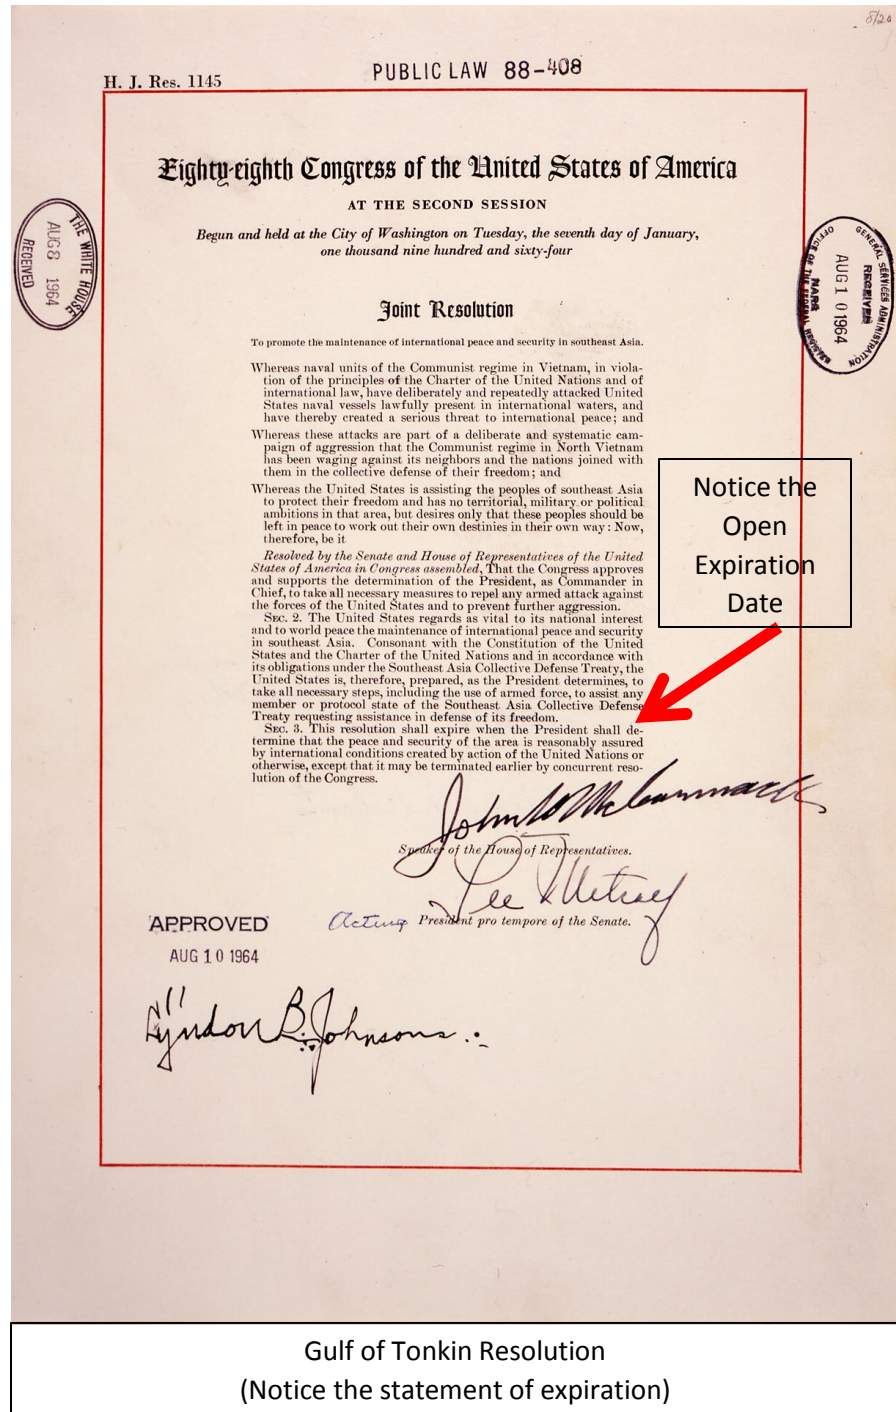 8/20
PUBLIC LAW 88-408
H. J. Res. 1145
Eighty-eighth Congress of the United States of America
AT THE SECOND SESSION
Begun and held at the City of Washington on Tuesday, the seventh day of January,
one thousand nine hundred and sixty-four
THE WHITE HOUSE
AUG 8 1964
RECEIVED
GENERAL SERVICES ADMINISTRATION
RECEIVED
AUG 10 1964
NARS
OFFICE OF THE FEDERAL REGISTER
Joint Resolution
To promote the maintenance of international peace and security in southeast Asia.
Whereas naval units of the Communist regime in Vietnam, in viola-
tion of the principles of the Charter of the United Nations and of
international law, have deliberately and repeatedly attacked United
States naval vessels lawfully present in international waters, and
have thereby created a serious threat to international peace; and
Whereas these attacks are part of a deliberate and systematic cam-
paign of aggression that the Communist regime in North Vietnam
has been waging against its neighbors and the nations joined with
them in the collective defense of their freedom; and
Whereas the United States is assisting the peoples of southeast Asia
to protect their freedom and has no territorial, military or political
ambitions in that area, but desires only that these peoples should be
left in peace to work out their own destinies in their own way: Now,
therefore, be it
Resolved by the Senate and House of Representatives of the United
States of America in Congress assembled, That the Congress approves
and supports the determination of the President, as Commander in
Chief, to take all necessary measures to repel any armed attack against
the forces of the United States and to prevent further aggression.
SEC. 2. The United States regards as vital to its national interest
and to world peace the maintenance of international peace and security
in southeast Asia. Consonant with the Constitution of the United
States and the Charter of the United Nations and in accordance with
its obligations under the Southeast Asia Collective Defense Treaty, the
United States is, therefore, prepared, as the President determines, to
take all necessary steps, including the use of armed force, to assist any
member or protocol state of the Southeast Asia Collective Defense
Treaty requesting assistance in defense of its freedom.
SEC. 3. This resolution shall expire when the President shall de-
termine that the peace and security of the area is reasonably assured
by international conditions created by action of the United Nations or
otherwise, except that it may be terminated earlier by concurrent reso-
lution of the Congress.
Notice the
Open
Expiration
Date
John W McCormack
Speaker of the House of Representatives.
Lee Metcalf
Acting President pro tempore of the Senate.
APPROVED
AUG 10 1964
Lyndon B. Johnson
Gulf of Tonkin Resolution
(Notice the statement of expiration)